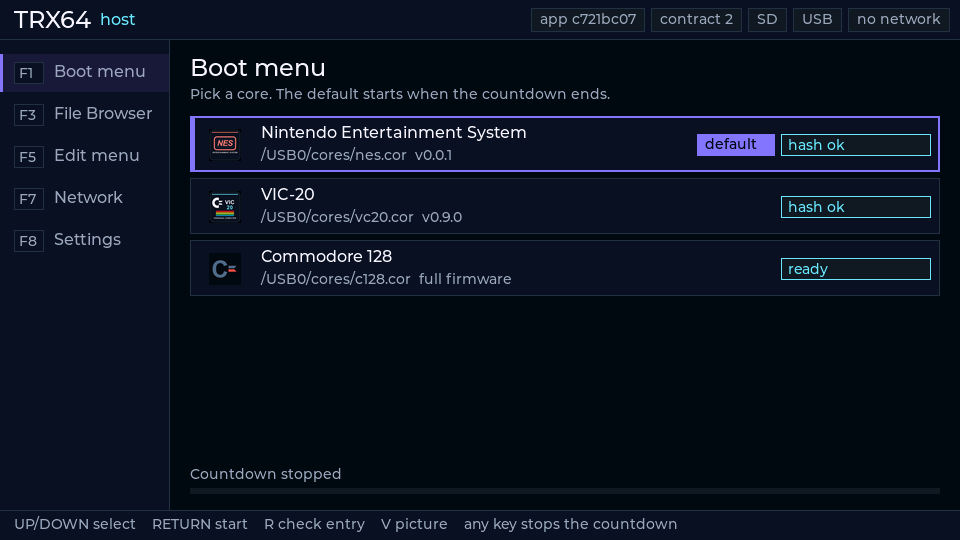 TRX64 host
app c721bc07 contract 2 SD USB no network
F1 Boot menu
F3 File Browser
F5 Edit menu
F7 Network
F8 Settings
Boot menu
Pick a core. The default starts when the countdown ends.
NES
Nintendo Entertainment System
/USB0/cores/nes.cor v0.0.1
default
hash ok
VIC
20
VIC-20
/USB0/cores/vc20.cor v0.9.0
hash ok
Commodore 128
/USB0/cores/c128.cor full firmware
ready
Countdown stopped
UP/DOWN select RETURN start R check entry V picture any key stops the countdown